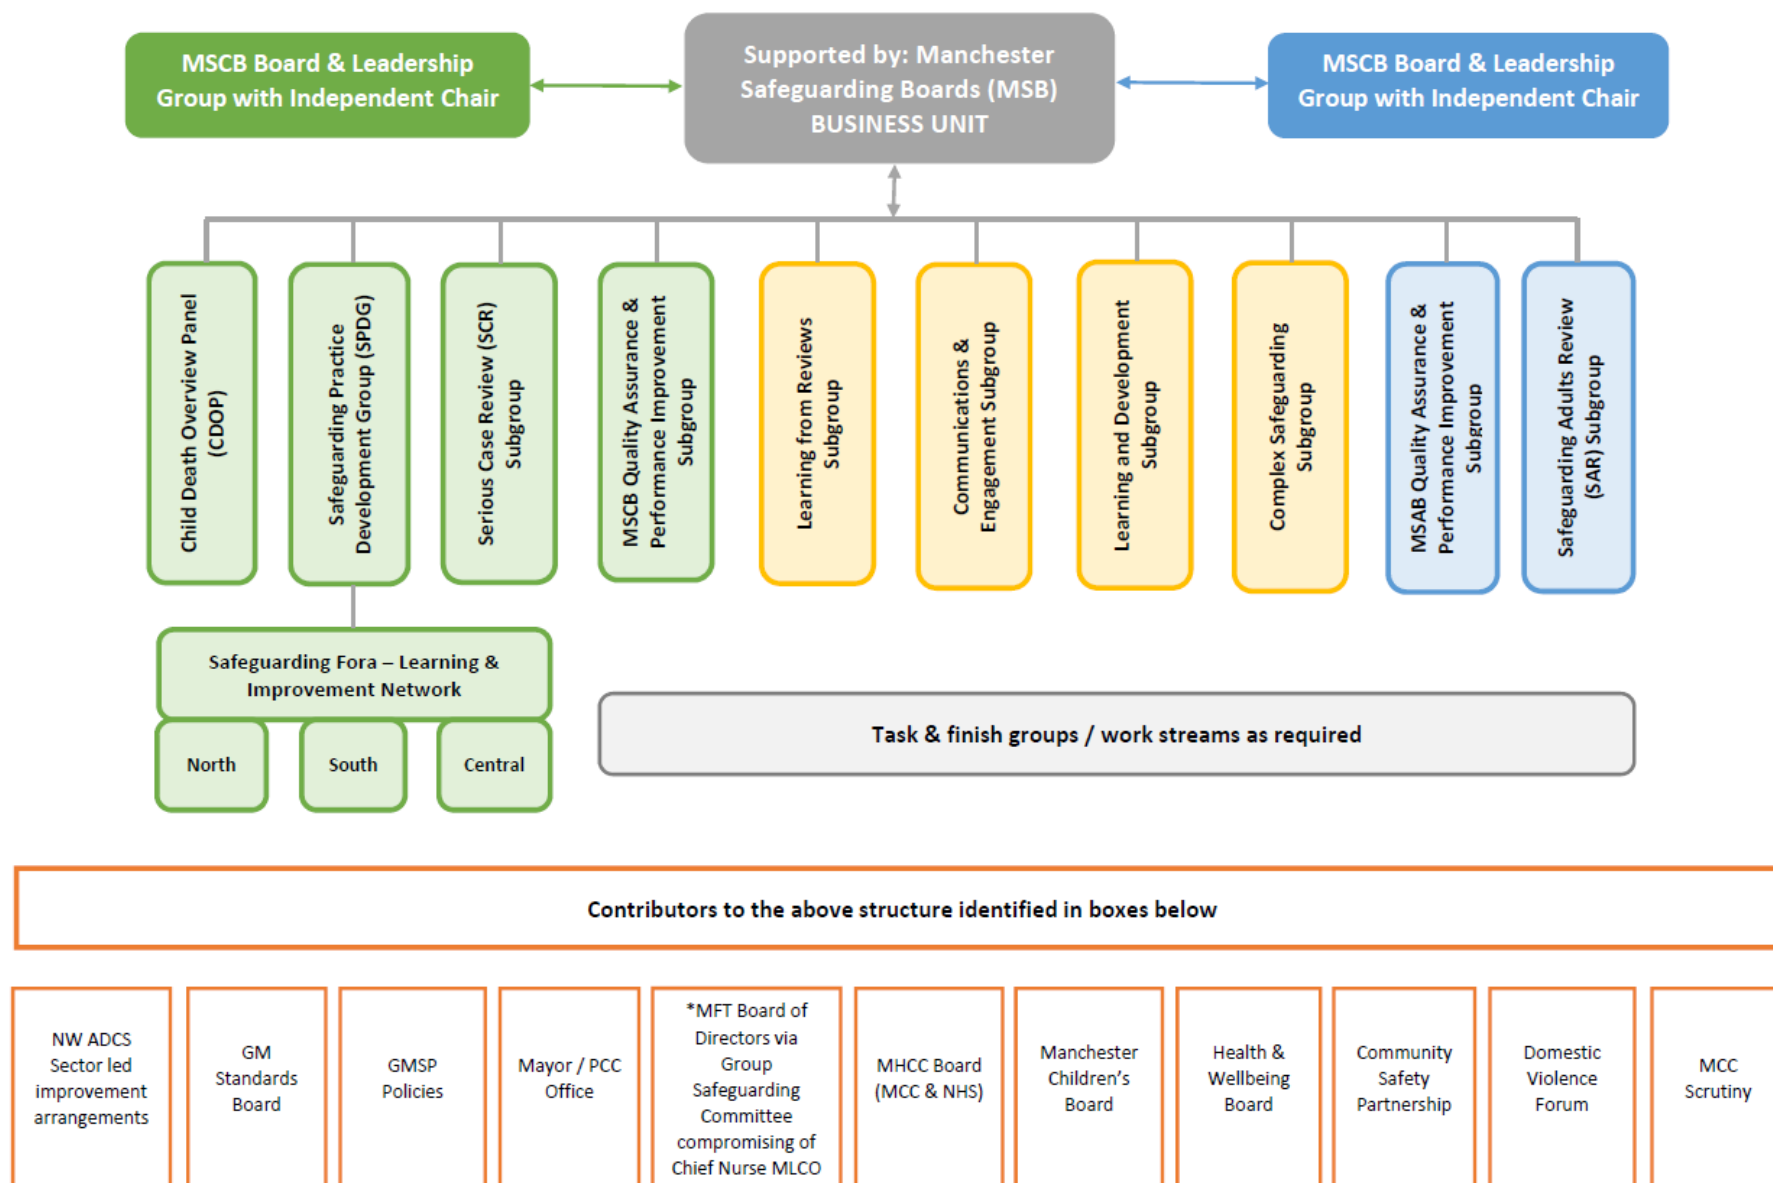 MSCB Board & Leadership
Group with Independent Chair
Supported by: Manchester
Safeguarding Boards (MSB)
BUSINESS UNIT
MSCB Board & Leadership
Group with Independent Chair
Child Death Overview Panel
(CDOP)
Safeguarding Practice
Development Group (SPDG)
Serious Case Review (SCR)
Subgroup
MSCB Quality Assurance &
Performance Improvement
Subgroup
Learning from Reviews
Subgroup
Communications &
Engagement Subgroup
Learning and Development
Subgroup
Complex Safeguarding
Subgroup
MSAB Quality Assurance &
Performance Improvement
Subgroup
Safeguarding Adults Review
(SAR) Subgroup
Safeguarding Fora – Learning &
Improvement Network
North
South
Central
Task & finish groups / work streams as required
Contributors to the above structure identified in boxes below
NW ADCS
Sector led
improvement
arrangements
GM
Standards
Board
GMSP
Policies
Mayor / PCC
Office
*MFT Board of
Directors via
Group
Safeguarding
Committee
compromising of
Chief Nurse MLCO
MHCC Board
(MCC & NHS)
Manchester
Children's
Board
Health &
Wellbeing
Board
Community
Safety
Partnership
Domestic
Violence
Forum
MCC
Scrutiny